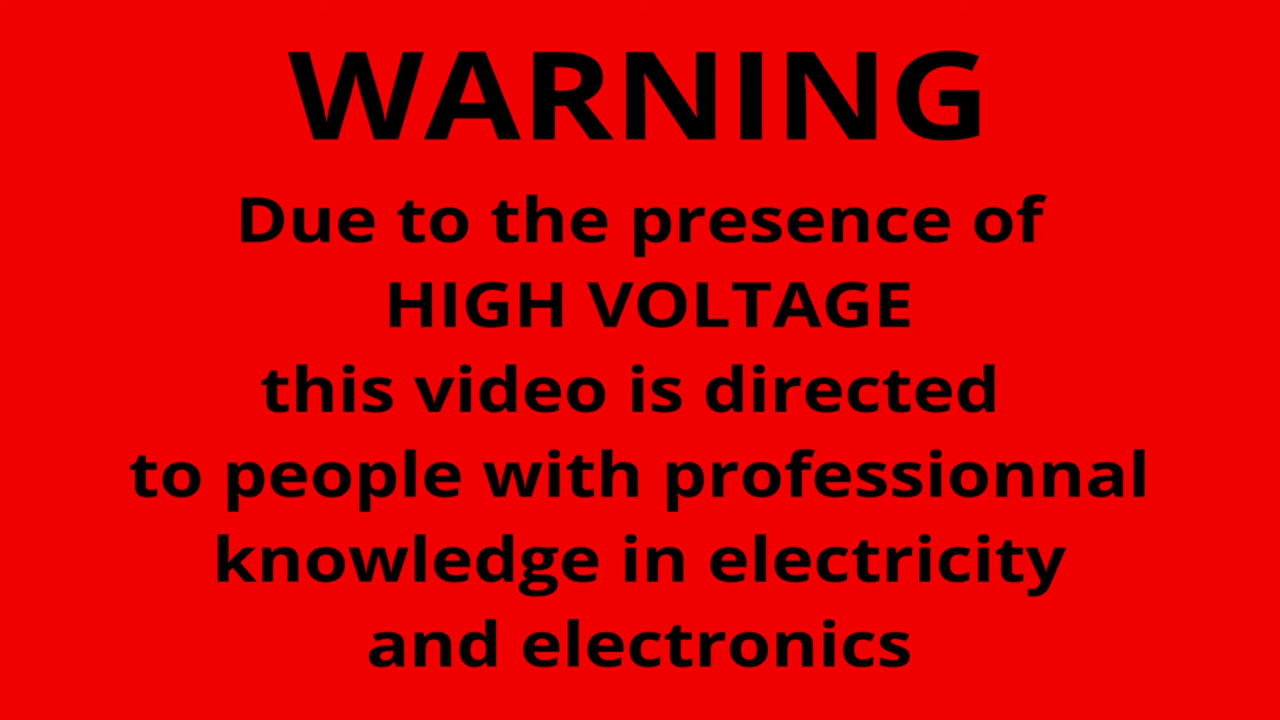 WARNING
Due to the presence of
HIGH VOLTAGE
this video is directed
to people with professionnal
knowledge in electricity
and electronics